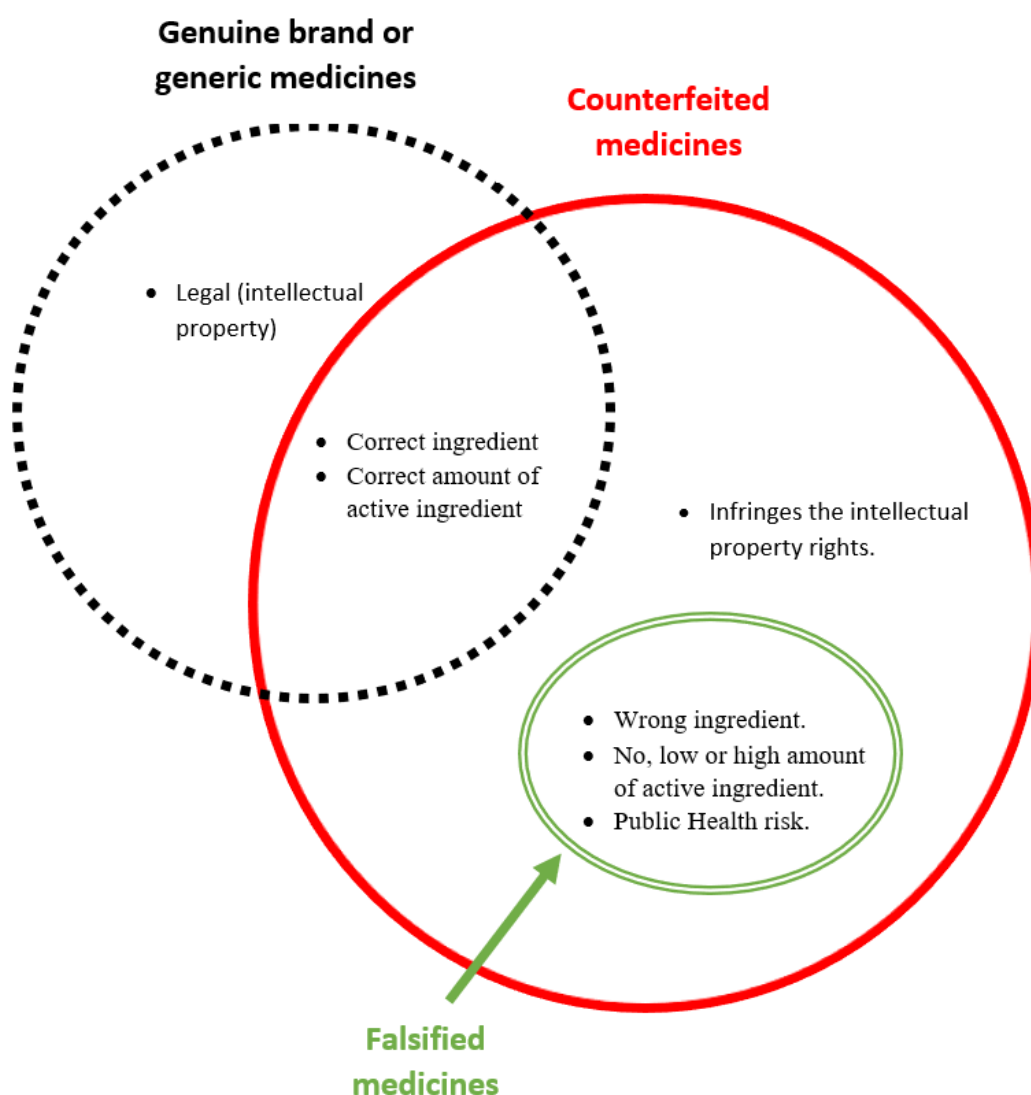 Genuine brand or
generic medicines
Counterfeited
medicines
• Legal (intellectual
property)
• Correct ingredient
• Correct amount of
active ingredient
• Infringes the intellectual
property rights.
• Wrong ingredient.
• No, low or high amount
of active ingredient.
• Public Health risk.
Falsified
medicines